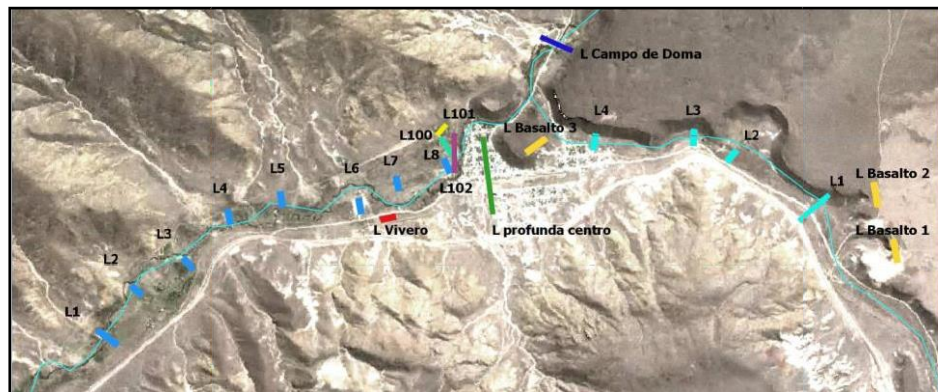 L Campo de Doma
L101
L100
L Basalto 3
L4
L3
L2
L8
L7
L6
L5
L4
L102
L1
L Basalto 2
L Vivero
L profunda centro
L Basalto 1
L3
L2
L1